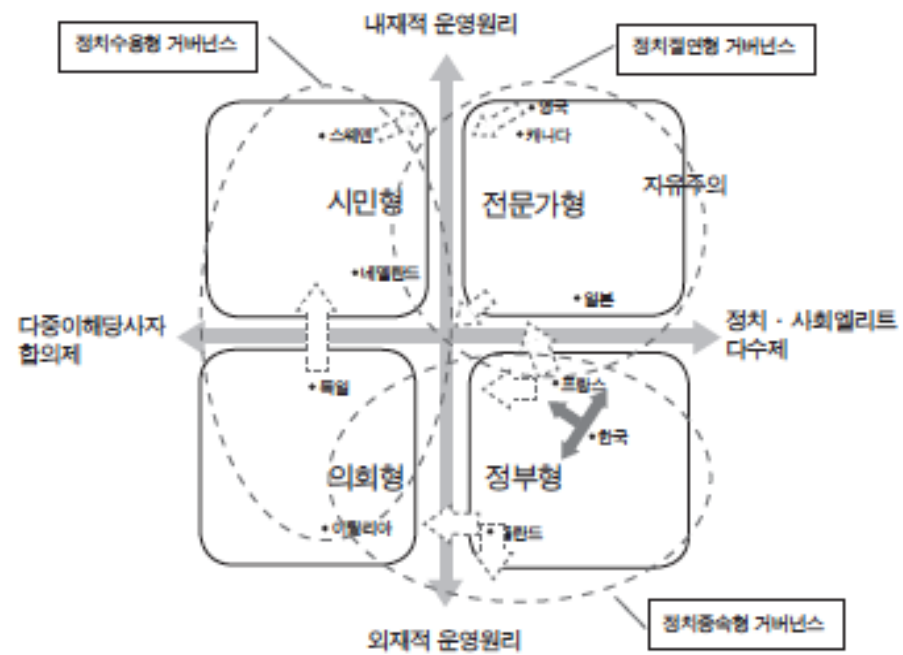 내재적 운영원리
정치수용형 거버넌스
정치절연형 거버넌스
• 영국
• 스웨덴
• 캐나다
자유주의
시민형
전문가형
• 네델란드
• 일본
다중이해당사자
합의제
정치 · 사회엘리트
다수제
• 독일
• 프랑스
• 한국
의회형
정부형
• 이탈리아
정치종속형 거버넌스
외재적 운영원리